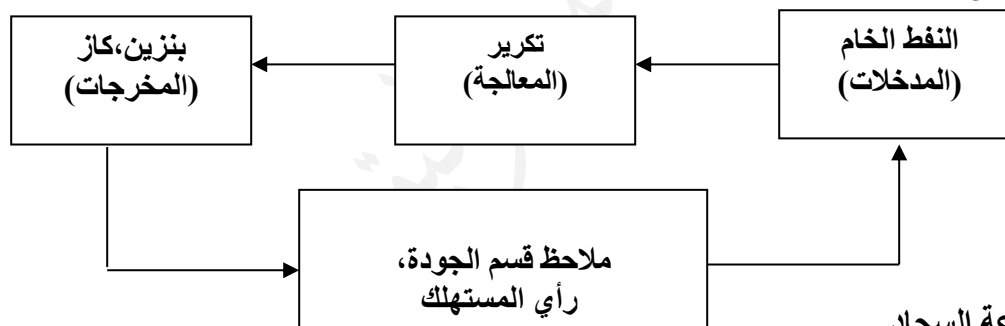 النفط الخام
(المدخلات)
تكرير
(المعالجة)
بنزين،كاز
(المخرجات)
ملاحظ قسم الجودة،
رأي المستهلك